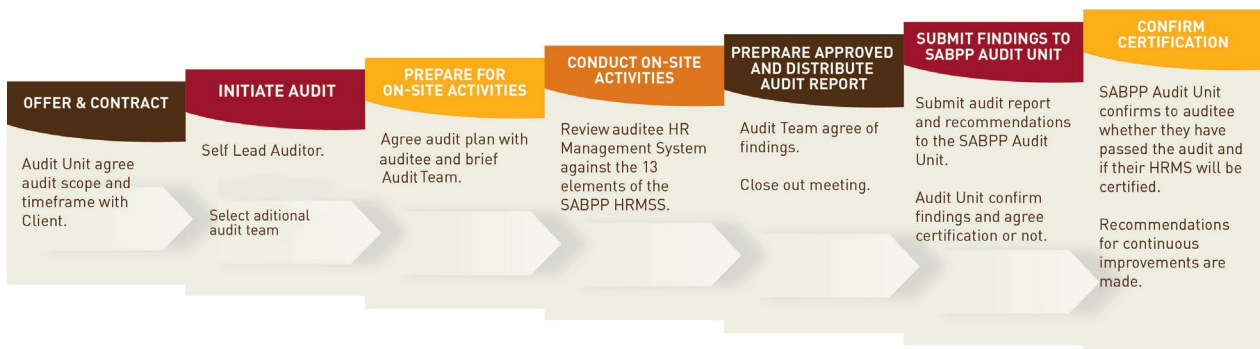 OFFER & CONTRACT
Audit Unit agree
audit scope and
timeframe with
Client.
INITIATE AUDIT
Self Lead Auditor.
Select aditional
audit team
PREPARE FOR
ON-SITE ACTIVITIES
Agree audit plan with
auditee and brief
Audit Team.
CONDUCT ON-SITE
ACTIVITIES
Review auditee HR
Management System
against the 13
elements of the
SABPP HRMSS.
PREPRARE APPROVED
AND DISTRIBUTE
AUDIT REPORT
Audit Team agree of
findings.
Close out meeting.
SUBMIT FINDINGS TO
SABPP AUDIT UNIT
Submit audit report
and recommendations
to the SABPP Audit
Unit.
Audit Unit confirm
findings and agree
certification or not.
CONFIRM
CERTIFICATION
SABPP Audit Unit
confirms to auditee
whether they have
passed the audit and
if their HRMS will be
certified.
Recommendations
for continuous
improvements are
made.